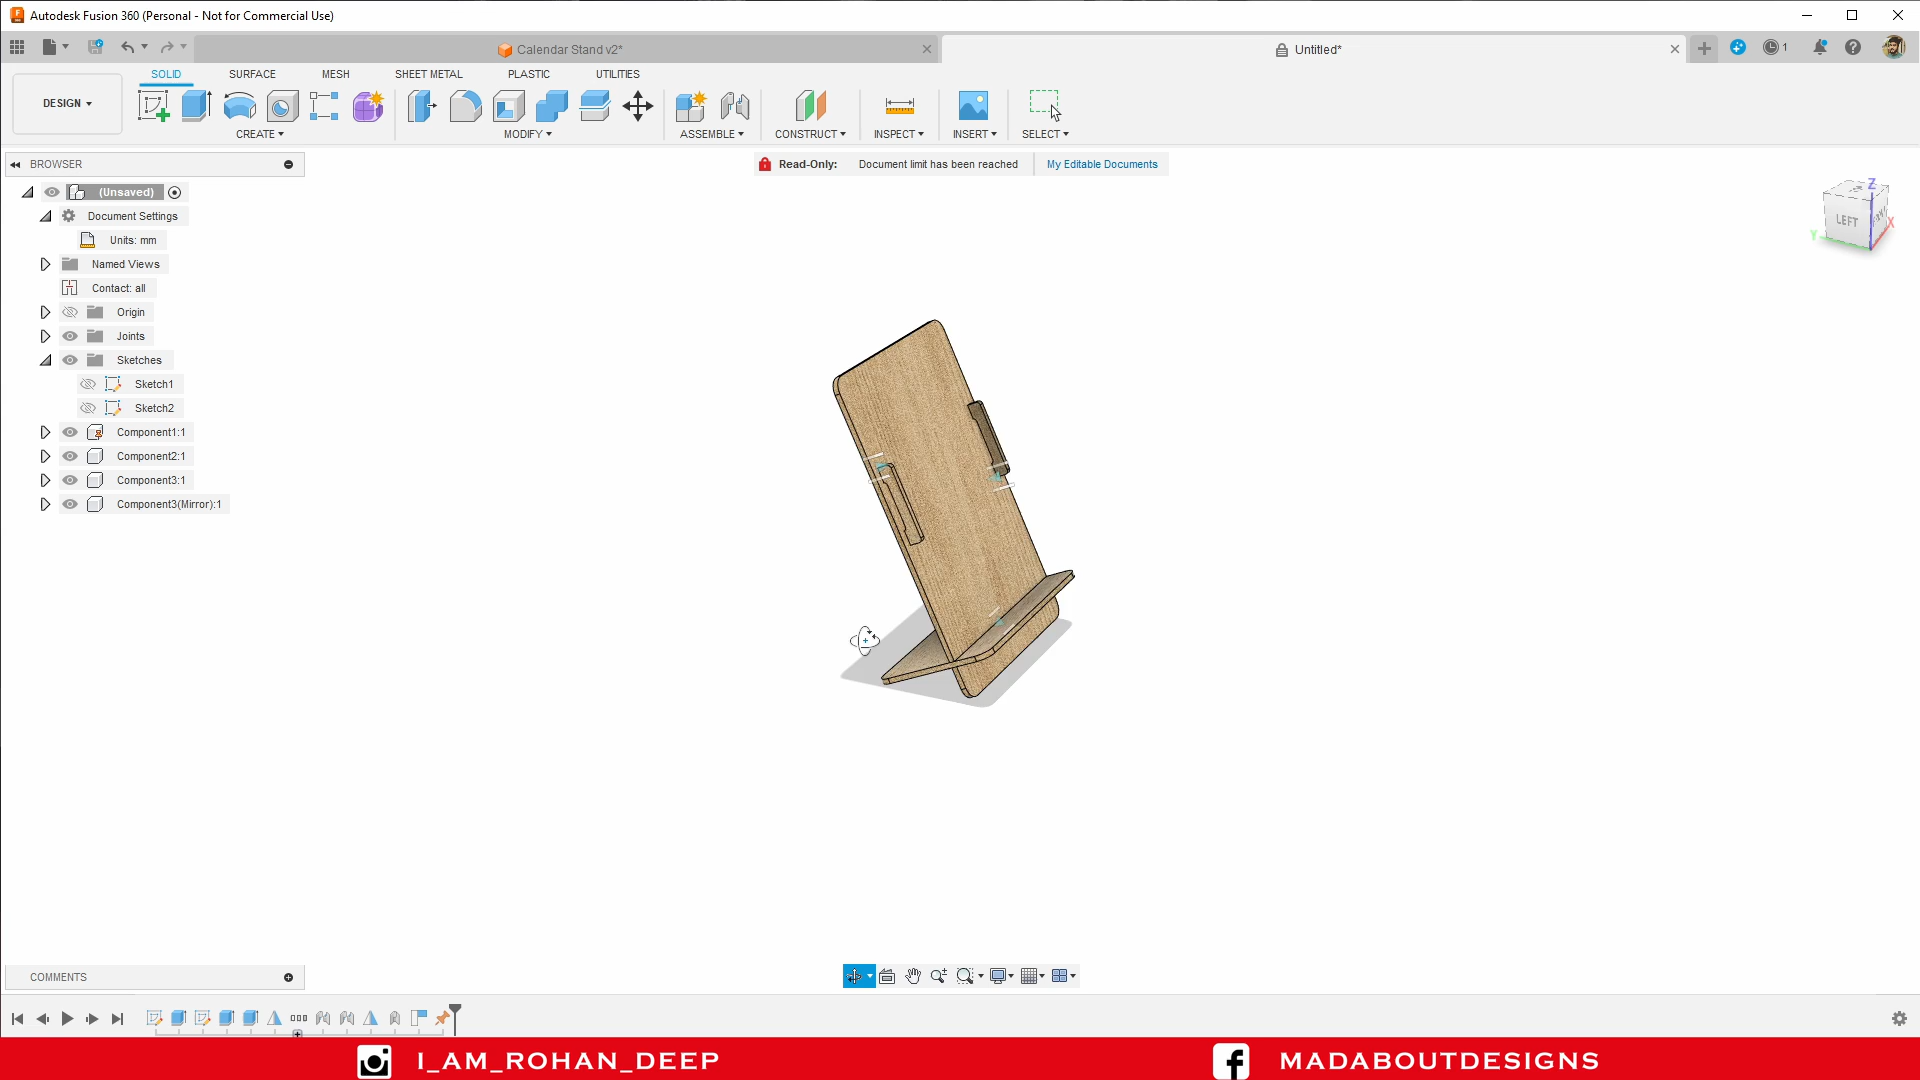 Autodesk Fusion 360 (Personal - Not for Commercial Use)
Calendar Stand v2*
Untitled*
1
DESIGN
SOLID
SURFACE
MESH
SHEET METAL
PLASTIC
UTILITIES
CREATE
MODIFY
ASSEMBLE
CONSTRUCT
INSPECT
INSERT
SELECT
BROWSER
Read-Only: Document limit has been reached My Editable Documents
(Unsaved)
Document Settings
Units: mm
Named Views
Contact: all
Origin
Joints
Sketches
Sketch1
Sketch2
Component1:1
Component2:1
Component3:1
Component3(Mirror):1
Z
LEFT
X
Y
COMMENTS
I_AM_ROHAN_DEEP
MADABOUTDESIGNS